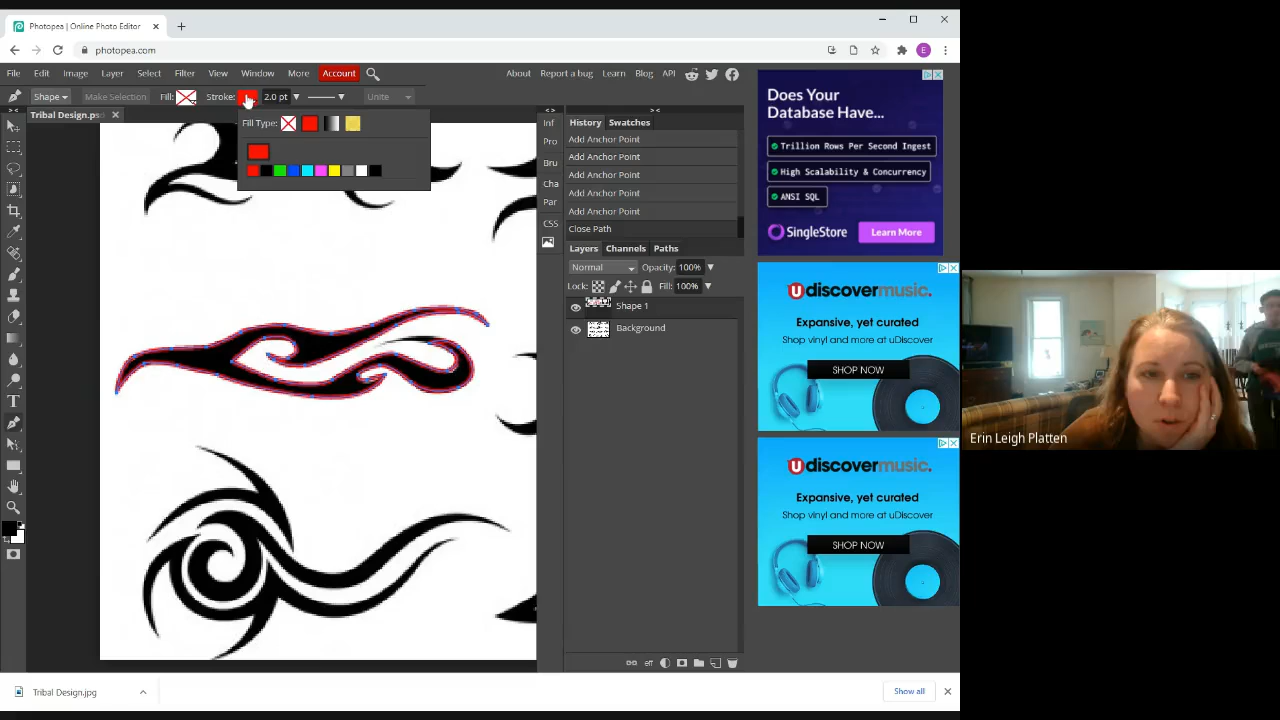 Photopea | Online Photo Editor
photopea.com
E
File Edit Image Layer Select Filter View Window More Account
About Report a bug Learn Blog API
Shape Make Selection Fill: Stroke: 2.0 pt Unite
Tribal Design.ps
Fill Type:
Inf
Pro
Bru
Cha
Par
CSS
History Swatches
Add Anchor Point
Add Anchor Point
Add Anchor Point
Add Anchor Point
Add Anchor Point
Close Path
Layers Channels Paths
Normal Opacity: 100%
Lock: Fill: 100%
Shape 1
Background
eff
T
Does Your
Database Have...
Trillion Rows Per Second Ingest
High Scalability & Concurrency
ANSI SQL
SingleStore Learn More
udiscovermusic.
Expansive, yet curated
Shop vinyl and more at uDiscover
SHOP NOW
udiscovermusic.
Expansive, yet curated
Shop vinyl and more at uDiscover
SHOP NOW
Erin Leigh Platten
Tribal Design.jpg
Show all